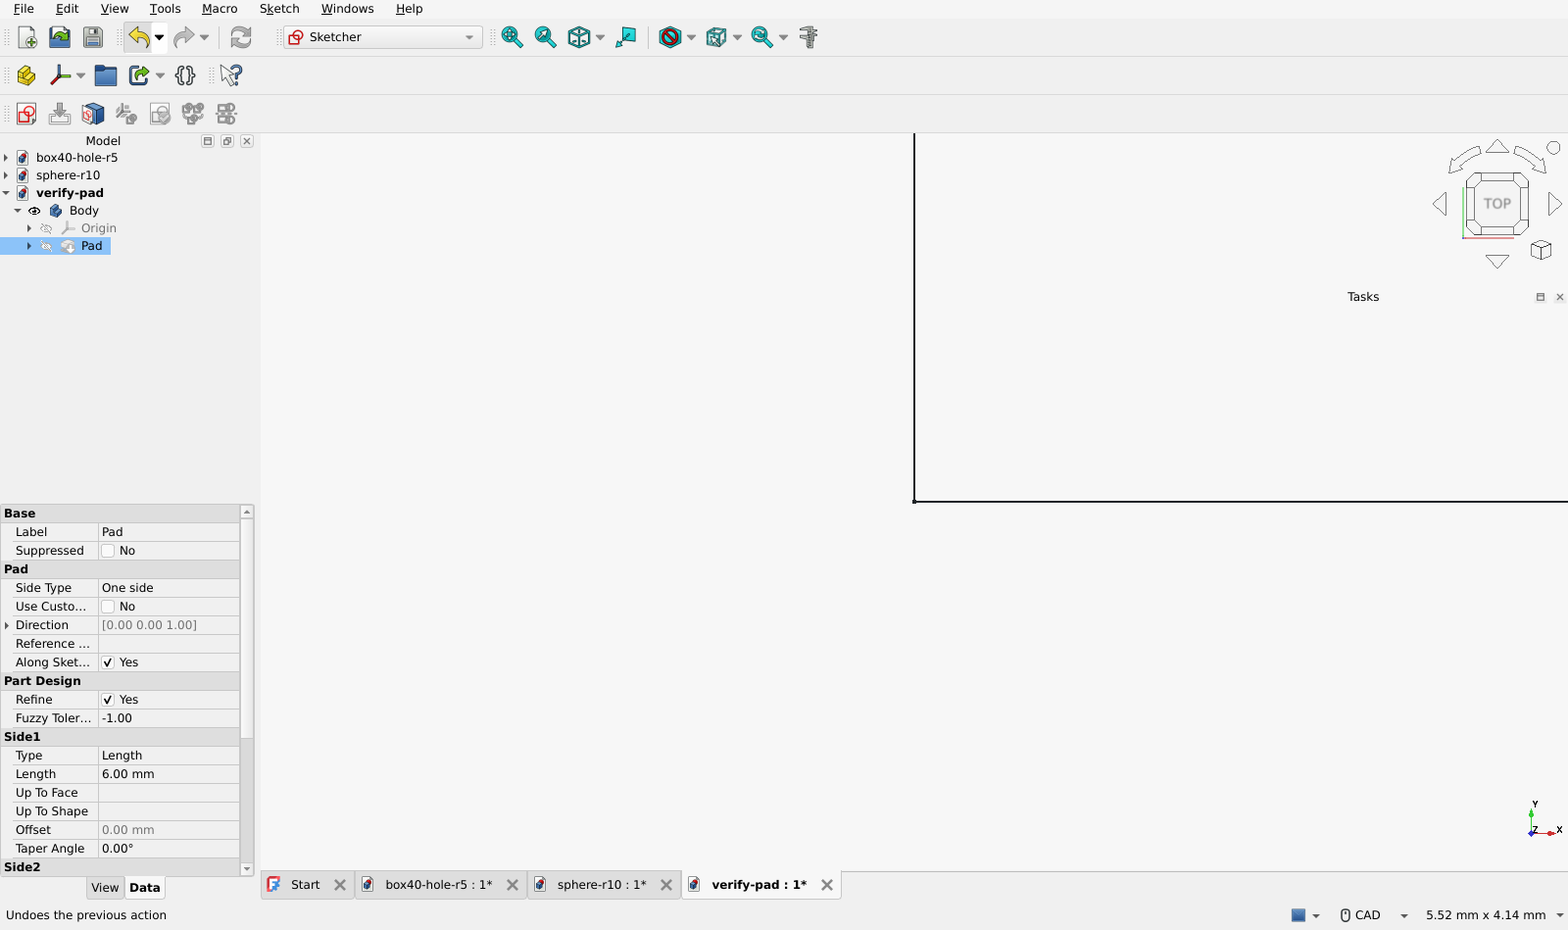 File Edit View Tools Macro Sketch Windows Help
Sketcher
Model
box40-hole-r5
sphere-r10
verify-pad
Body
Origin
Pad
TOP
Tasks
Base
Label Pad
Suppressed No
Pad
Side Type One side
Use Custo... No
Direction [0.00 0.00 1.00]
Reference ...
Along Sket... Yes
Part Design
Refine Yes
Fuzzy Toler... -1.00
Side1
Type Length
Length 6.00 mm
Up To Face
Up To Shape
Offset 0.00 mm
Taper Angle 0.00°
Side2
Y
Z X
View Data
Start box40-hole-r5 : 1* sphere-r10 : 1* verify-pad : 1*
Undoes the previous action CAD 5.52 mm x 4.14 mm